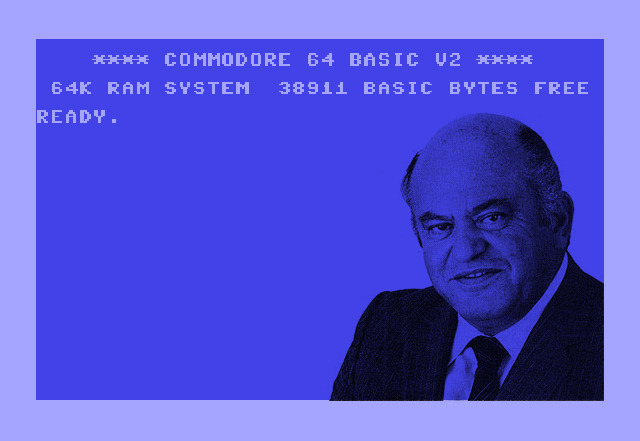 **** COMMODORE 64 BASIC V2 ****
64K RAM SYSTEM  38911 BASIC BYTES FREE
READY.